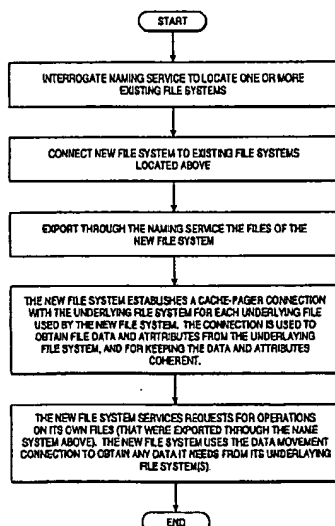 START
INTERROGATE NAMING SERVICE TO LOCATE ONE OR MORE
EXISTING FILE SYSTEMS
CONNECT NEW FILE SYSTEM TO EXISTING FILE SYSTEMS
LOCATED ABOVE
EXPORT THROUGH THE NAMING SERVICE THE FILES OF THE
NEW FILE SYSTEM
THE NEW FILE SYSTEM ESTABLISHES A CACHE-PAGER CONNECTION
WITH THE UNDERLYING FILE SYSTEM FOR EACH UNDERLYING FILE
USED BY THE NEW FILE SYSTEM. THE CONNECTION IS USED TO
OBTAIN FILE DATA AND ATRTRIBUTES FROM THE UNDERLAYING
FILE SYSTEM, AND FOR KEEPING THE DATA AND ATTRIBUTES
COHERENT.
THE NEW FILE SYSTEM SERVICES REQUESTS FOR OPERATIONS
ON ITS OWN FILES (THAT WERE EXPORTED THROUGH THE NAME
SYSTEM ABOVE). THE NEW FILE SYSTEM USES THE DATA MOVEMENT
CONNECTION TO OBTAIN ANY DATA IT NEEDS FROM ITS UNDERLAYING
FILE SYSTEM(S).
END